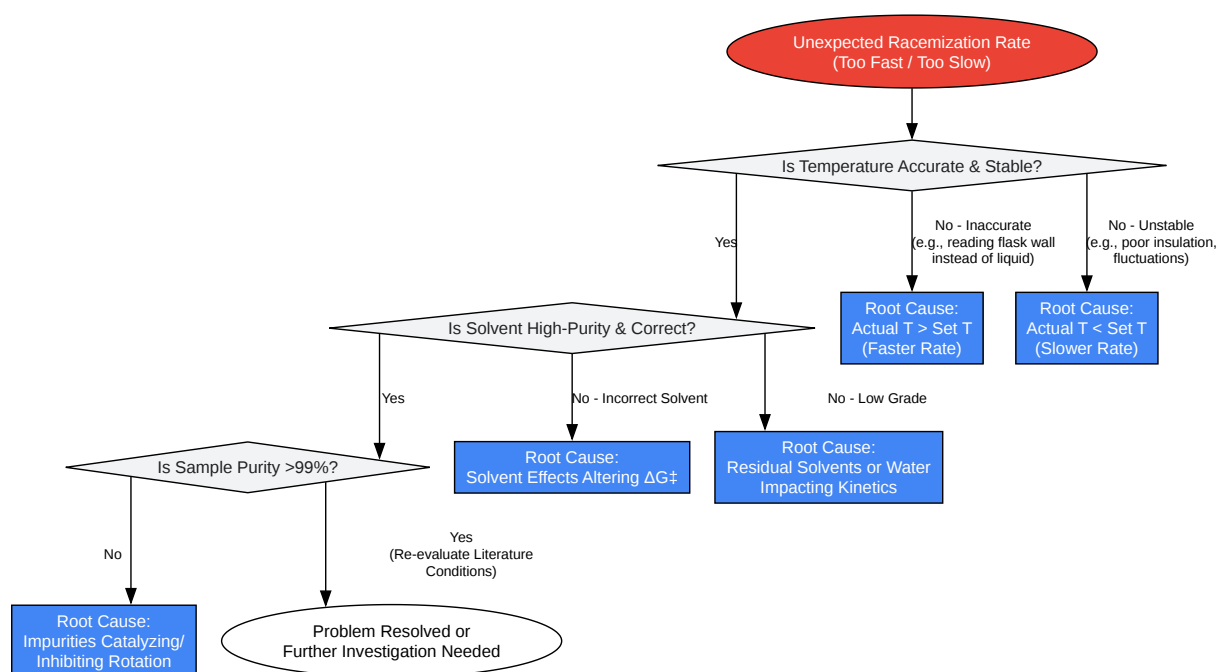 Unexpected Racemization Rate
(Too Fast / Too Slow)
Is Temperature Accurate & Stable?
Yes
No - Inaccurate
(e.g., reading flask wall
instead of liquid)
No - Unstable
(e.g., poor insulation,
fluctuations)
Root Cause:
Actual T > Set T
(Faster Rate)
Root Cause:
Actual T < Set T
(Slower Rate)
Is Solvent High-Purity & Correct?
Yes
No - Incorrect Solvent
No - Low Grade
Root Cause:
Solvent Effects Altering ΔG‡
Root Cause:
Residual Solvents or Water
Impacting Kinetics
Is Sample Purity >99%?
No
Yes
(Re-evaluate Literature
Conditions)
Root Cause:
Impurities Catalyzing/
Inhibiting Rotation
Problem Resolved or
Further Investigation Needed